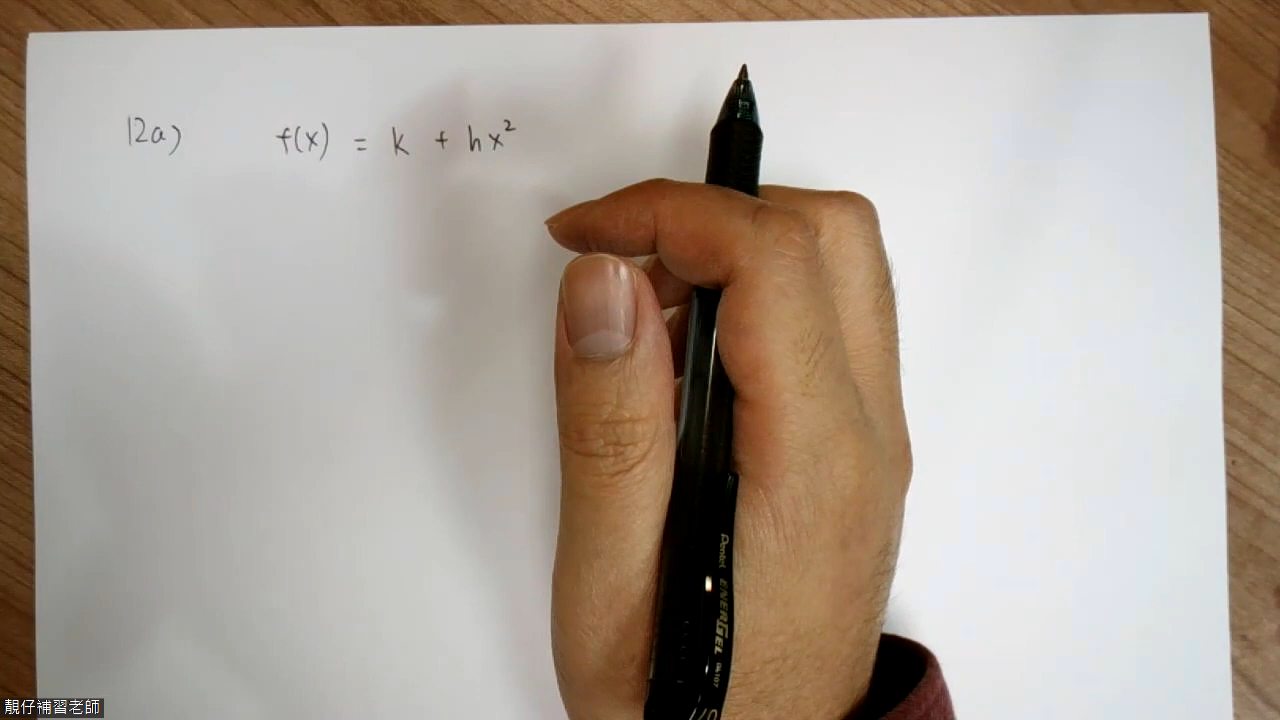 12a) f(x) = k + hx²
Pentel ENERGEL
靚仔補習老師